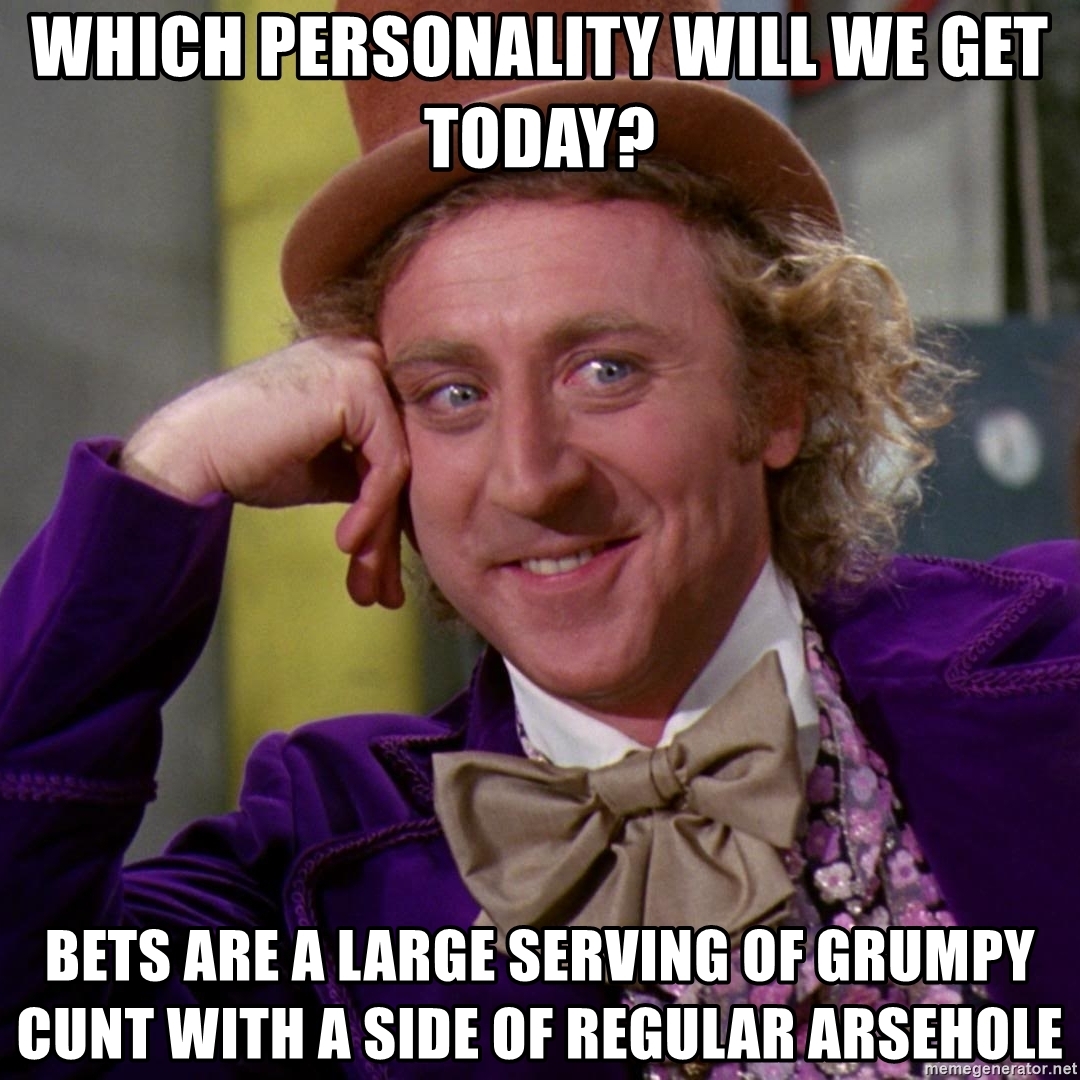 WHICH PERSONALITY WILL WE GET
TODAY?
BETS ARE A LARGE SERVING OF GRUMPY
CUNT WITH A SIDE OF REGULAR ARSEHOLE
memegenerator.net